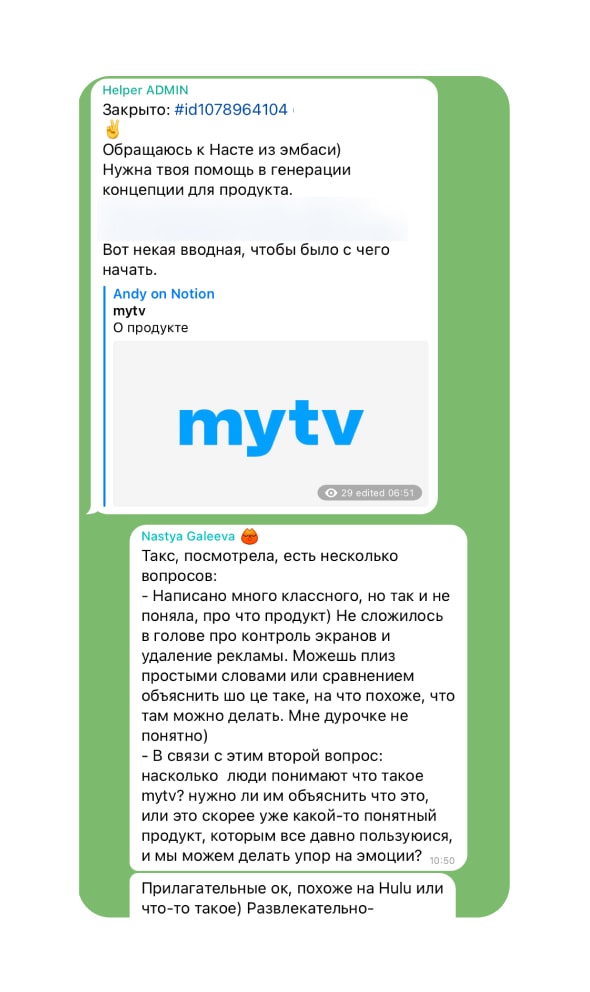 Helper ADMIN
Закрыто: #id1078964104
✌️
Обращаюсь к Насте из эмбаси)
Нужна твоя помощь в генерации
концепции для продукта.
Вот некая вводная, чтобы было с чего
начать.
Andy on Notion
mytv
О продукте
mytv
29 edited 06:51
Nastya Galeeva
Такс, посмотрела, есть несколько
вопросов:
- Написано много классного, но так и не
поняла, про что продукт) Не сложилось
в голове про контроль экранов и
удаление рекламы. Можешь плиз
простыми словами или сравнением
объяснить шо це таке, на что похоже, что
там можно делать. Мне дурочке не
понятно)
- В связи с этим второй вопрос:
насколько  люди понимают что такое
mytv? нужно ли им объяснить что это,
или это скорее уже какой-то понятный
продукт, которым все давно пользуюися,
и мы можем делать упор на эмоции? 10:50
Прилагательные ок, похоже на Hulu или
что-то такое) Развлекательно-